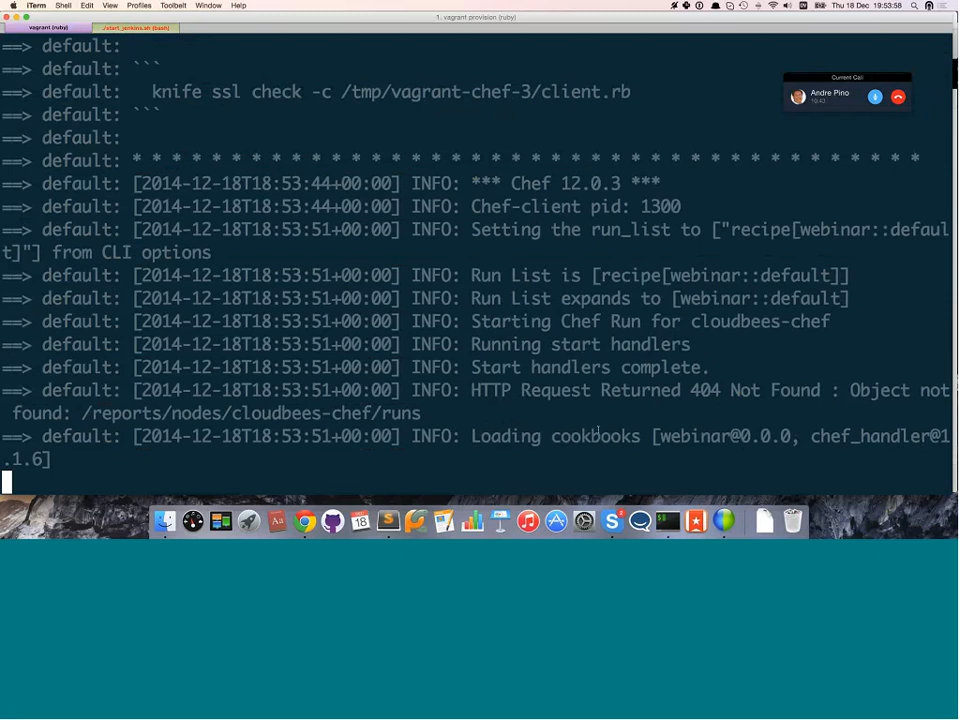 iTerm Shell Edit View Profiles Toolbelt Window Help Thu 18 Dec 19:53:58
1. vagrant provision (ruby)
vagrant (ruby) ./start_jenkins.sh (bash)
==> default:
==> default: ```
==> default:   knife ssl check -c /tmp/vagrant-chef-3/client.rb
==> default: ```
==> default:
==> default: * * * * * * * * * * * * * * * * * * * * * * * * * * * * * * * * * * * * * * * *
==> default: [2014-12-18T18:53:44+00:00] INFO: *** Chef 12.0.3 ***
==> default: [2014-12-18T18:53:44+00:00] INFO: Chef-client pid: 1300
==> default: [2014-12-18T18:53:51+00:00] INFO: Setting the run_list to ["recipe[webinar::defaul
t]"] from CLI options
==> default: [2014-12-18T18:53:51+00:00] INFO: Run List is [recipe[webinar::default]]
==> default: [2014-12-18T18:53:51+00:00] INFO: Run List expands to [webinar::default]
==> default: [2014-12-18T18:53:51+00:00] INFO: Starting Chef Run for cloudbees-chef
==> default: [2014-12-18T18:53:51+00:00] INFO: Running start handlers
==> default: [2014-12-18T18:53:51+00:00] INFO: Start handlers complete.
==> default: [2014-12-18T18:53:51+00:00] INFO: HTTP Request Returned 404 Not Found : Object not
found: /reports/nodes/cloudbees-chef/runs
==> default: [2014-12-18T18:53:51+00:00] INFO: Loading cookbooks [webinar@0.0.0, chef_handler@1
.1.6]
Current Call
Andre Pino
19:43